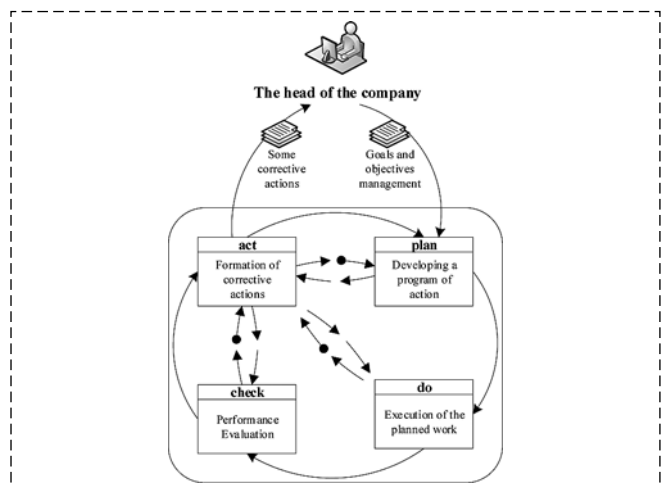 The head of the company
Some
corrective
actions
Goals and
objectives
management
act
Formation of
corrective
actions
plan
Developing a
program of
action
check
Performance
Evaluation
do
Execution of the
planned work